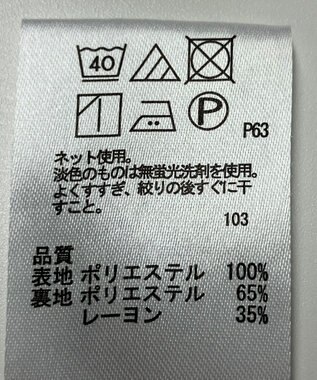 40
P
P63
ネット使用。
淡色のものは無蛍光洗剤を使用。
よくすすぎ、絞りの後すぐに干
すこと。
103
品質
表地 ポリエステル 100%
裏地 ポリエステル 65%
レーヨン 35%